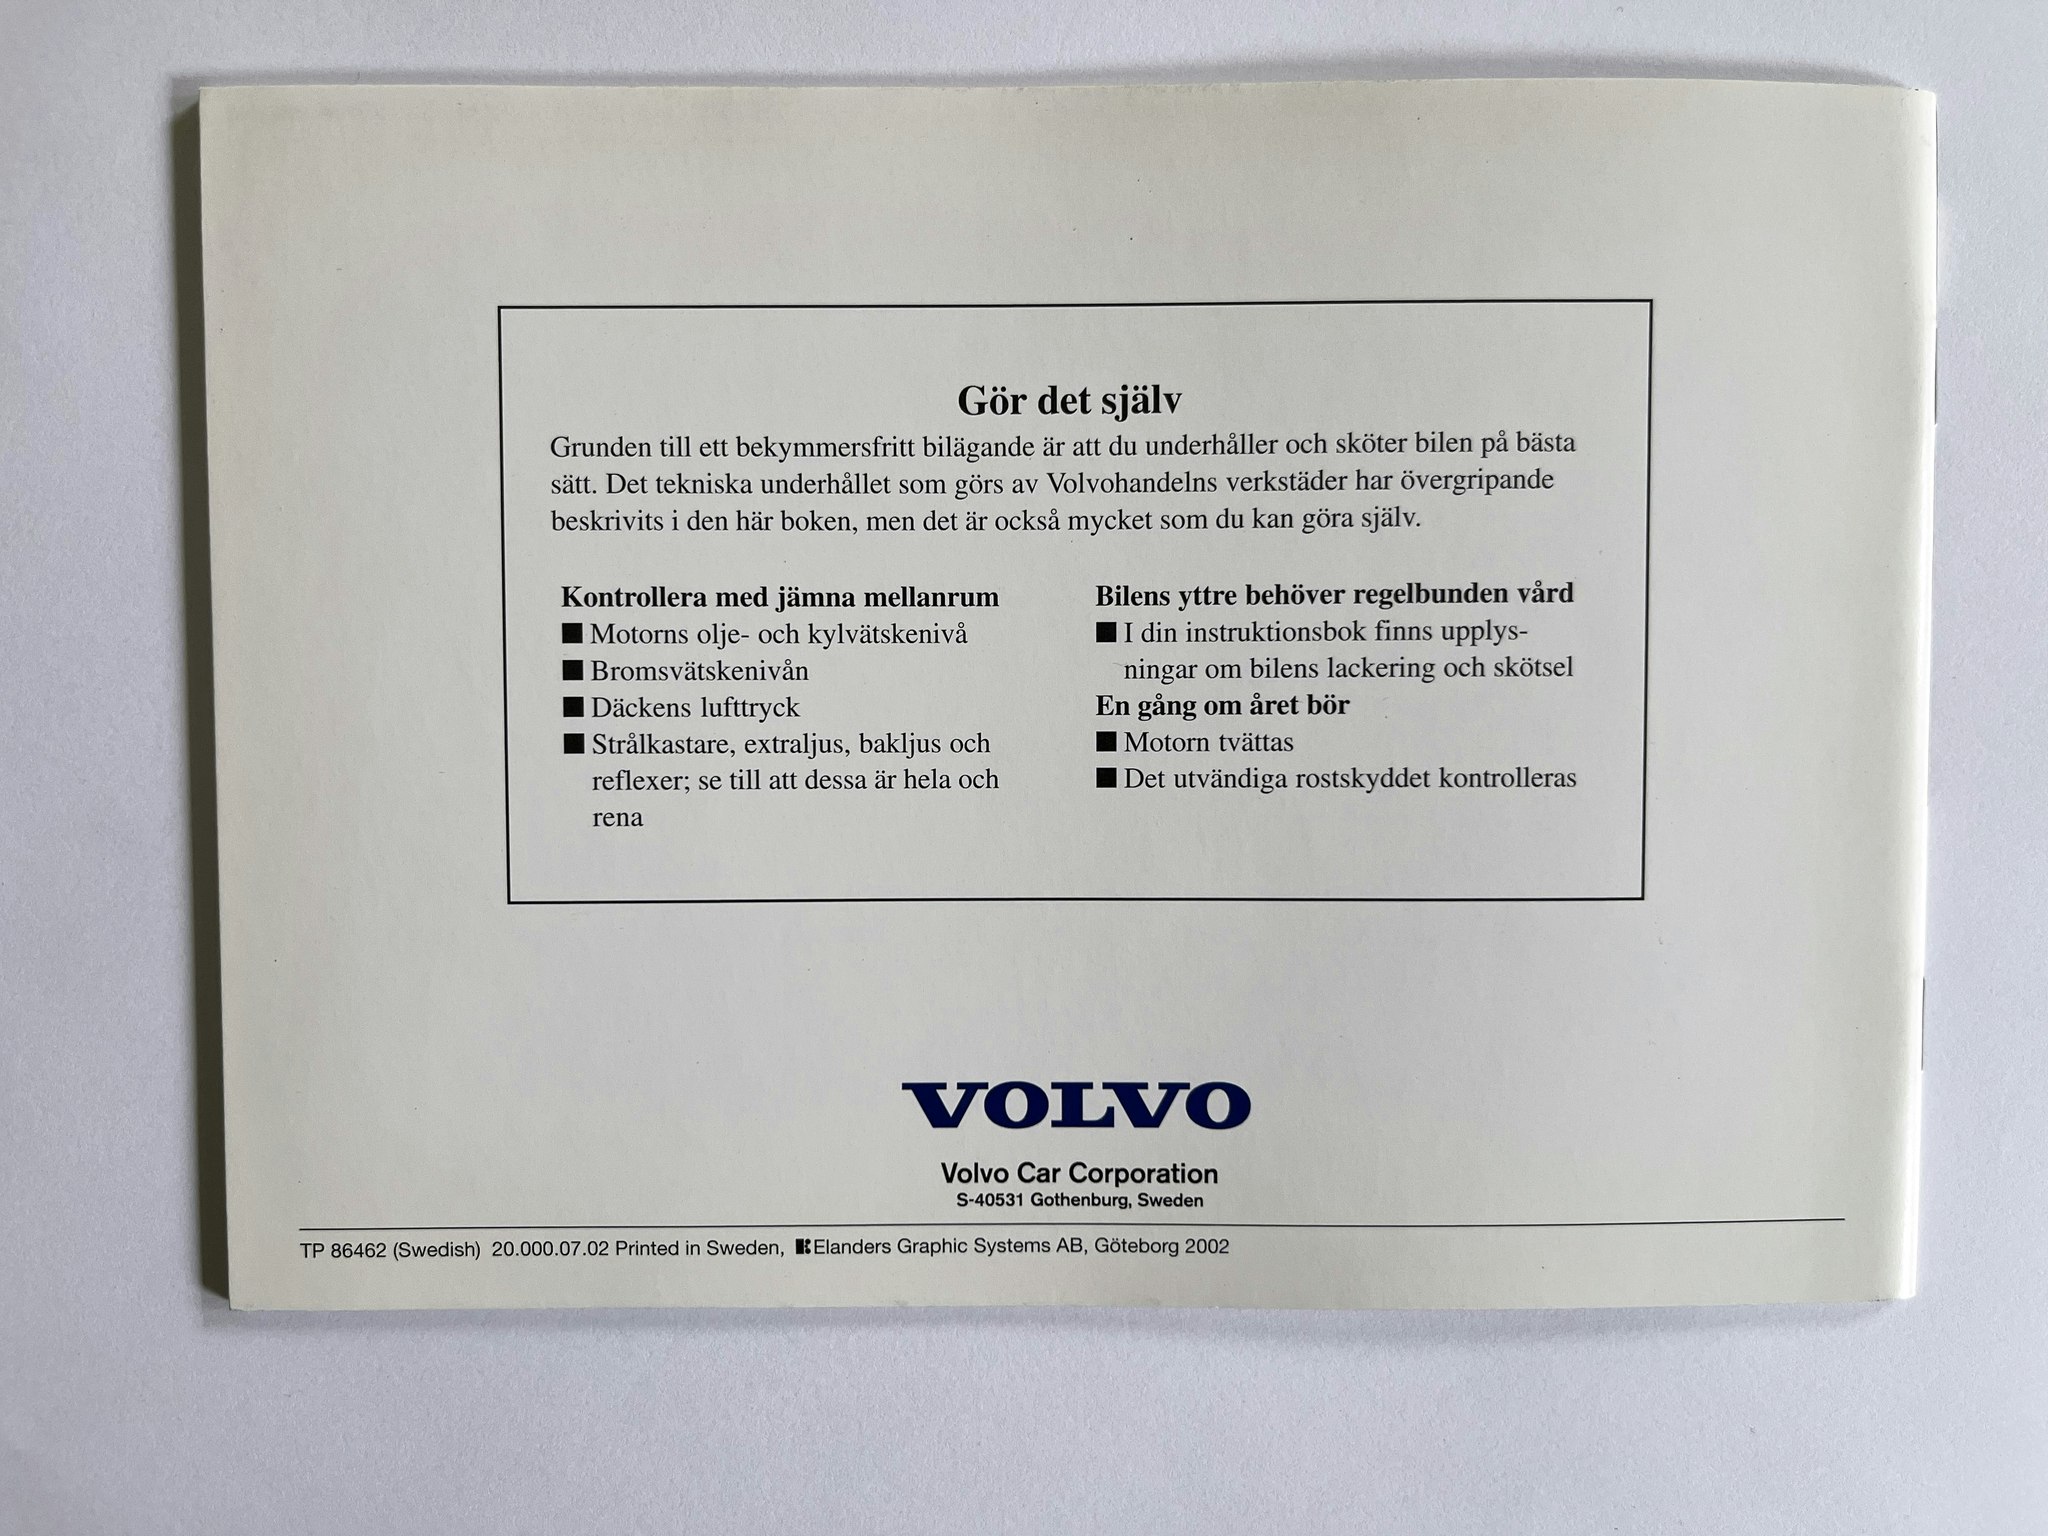 Gör det själv
Grunden till ett bekymmersfritt bilägande är att du underhåller och sköter bilen på bästa
sätt. Det tekniska underhållet som görs av Volvohandelns verkstäder har övergripande
beskrivits i den här boken, men det är också mycket som du kan göra själv.
Kontrollera med jämna mellanrum
■ Motorns olje- och kylvätskenivå
■ Bromsvätskenivån
■ Däckens lufttryck
■ Strålkastare, extraljus, bakljus och
reflexer; se till att dessa är hela och
rena
Bilens yttre behöver regelbunden vård
■ I din instruktionsbok finns upplys-
ningar om bilens lackering och skötsel
En gång om året bör
■ Motorn tvättas
■ Det utvändiga rostskyddet kontrolleras
VOLVO
Volvo Car Corporation
S-40531 Gothenburg, Sweden
TP 86462 (Swedish) 20.000.07.02 Printed in Sweden, Elanders Graphic Systems AB, Göteborg 2002